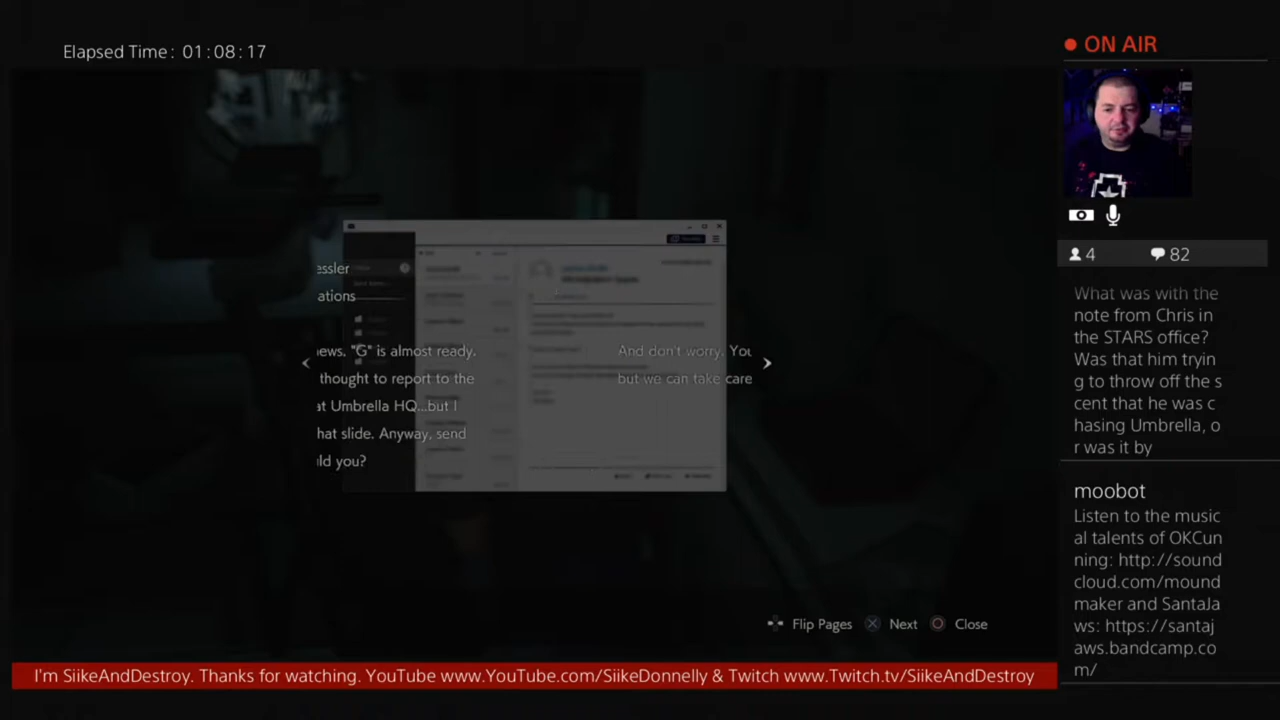 Elapsed Time: 01:08:17
ON AIR
4
82
What was with the
note from Chris in
the STARS office?
Was that him tryin
g to throw off the s
cent that he was c
hasing Umbrella, o
r was it by
moobot
Listen to the music
al talents of OKCun
ning: http://sound
cloud.com/mound
maker and SantaJa
ws: https://santaj
aws.bandcamp.co
m/
essler
ations
ews. "G" is almost ready.
thought to report to the
at Umbrella HQ...but I
hat slide. Anyway, send
ld you?
And don't worry. You
but we can take care
Flip Pages
Next
Close
I'm SiikeAndDestroy. Thanks for watching. YouTube www.YouTube.com/SiikeDonnelly & Twitch www.Twitch.tv/SiikeAndDestroy